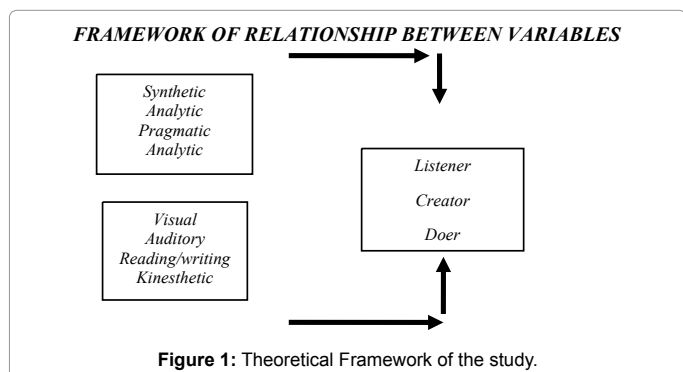 FRAMEWORK OF RELATIONSHIP BETWEEN VARIABLES
Synthetic
Analytic
Pragmatic
Analytic
Visual
Auditory
Reading/writing
Kinesthetic
Listener
Creator
Doer
Figure 1: Theoretical Framework of the study.